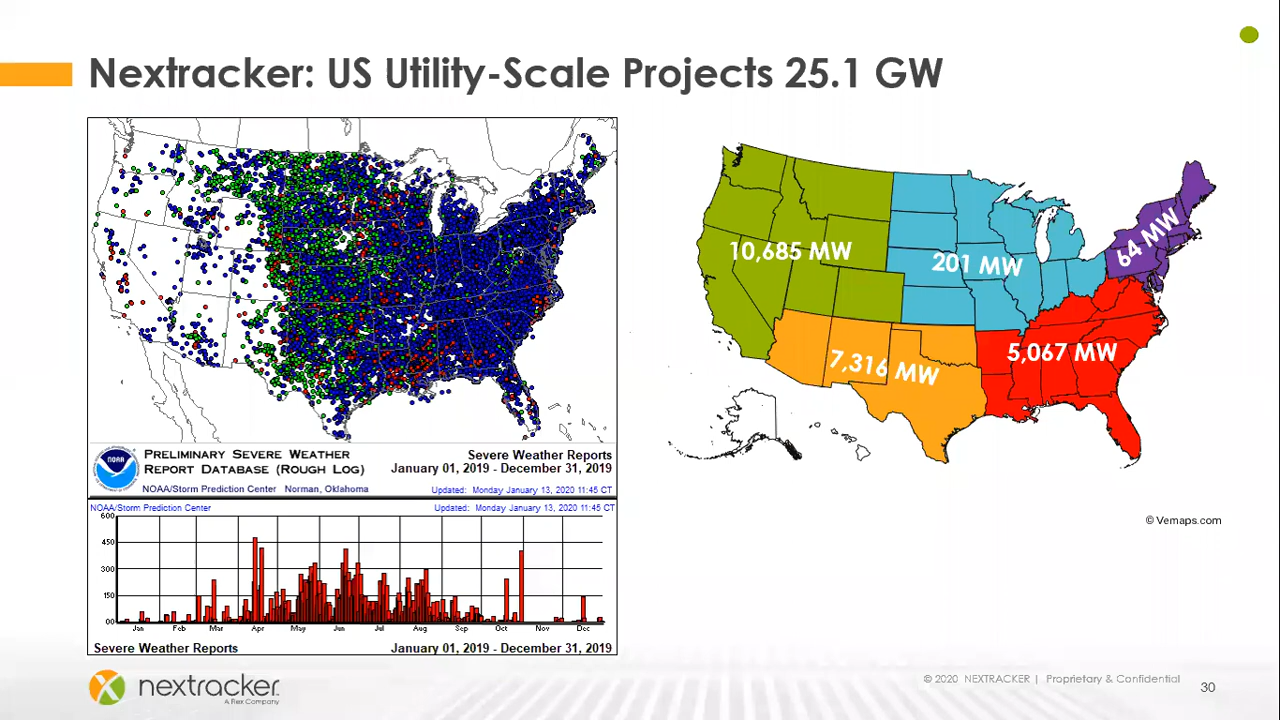 Nextracker: US Utility-Scale Projects 25.1 GW
PRELIMINARY SEVERE WEATHER
REPORT DATABASE (ROUGH LOG)
NOAA/Storm Prediction Center Norman, Oklahoma
Severe Weather Reports
January 01, 2019 - December 31, 2019
Updated: Monday January 13, 2020 11:45 CT
NOAA
NOAA/Storm Prediction Center
Updated: Monday January 13, 2020 11:45 CT
600
450
300
150
00
Jan Feb Mar Apr May Jun Jul Aug Sep Oct Nov Dec
Severe Weather Reports
January 01, 2019 - December 31, 2019
10,685 MW
201 MW
64 MW
7,316 MW
5,067 MW
© Vemaps.com
nextracker.
A Flex Company
© 2020 NEXTRACKER | Proprietary & Confidential
30